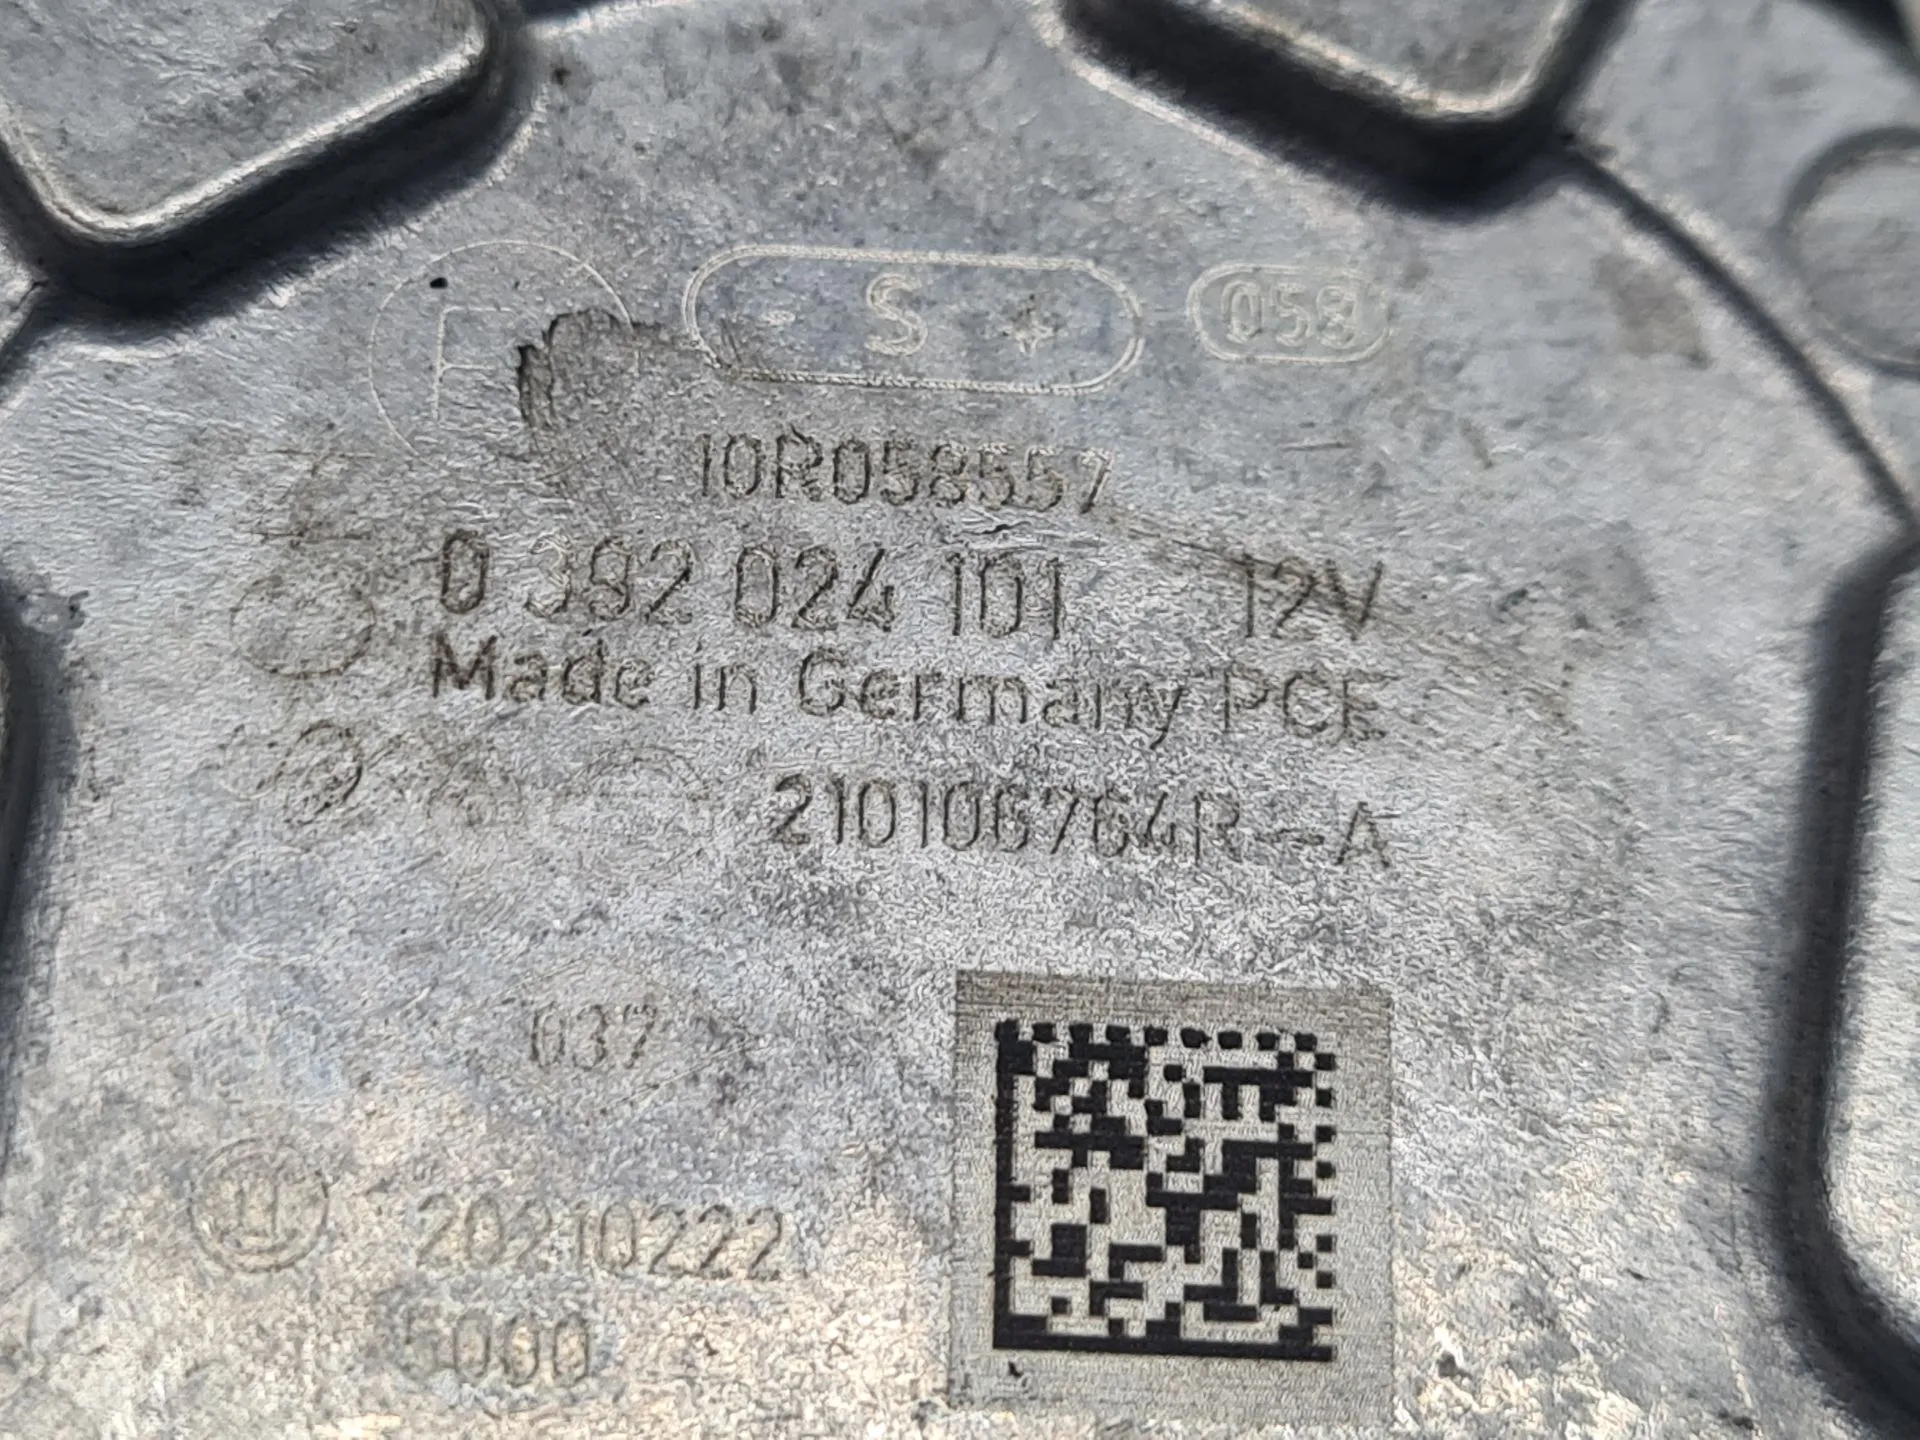 F - S + 058
10R058557
0 392 024 101 12V
Made in Germany PCE
210106764R-A
037
20210222
5000